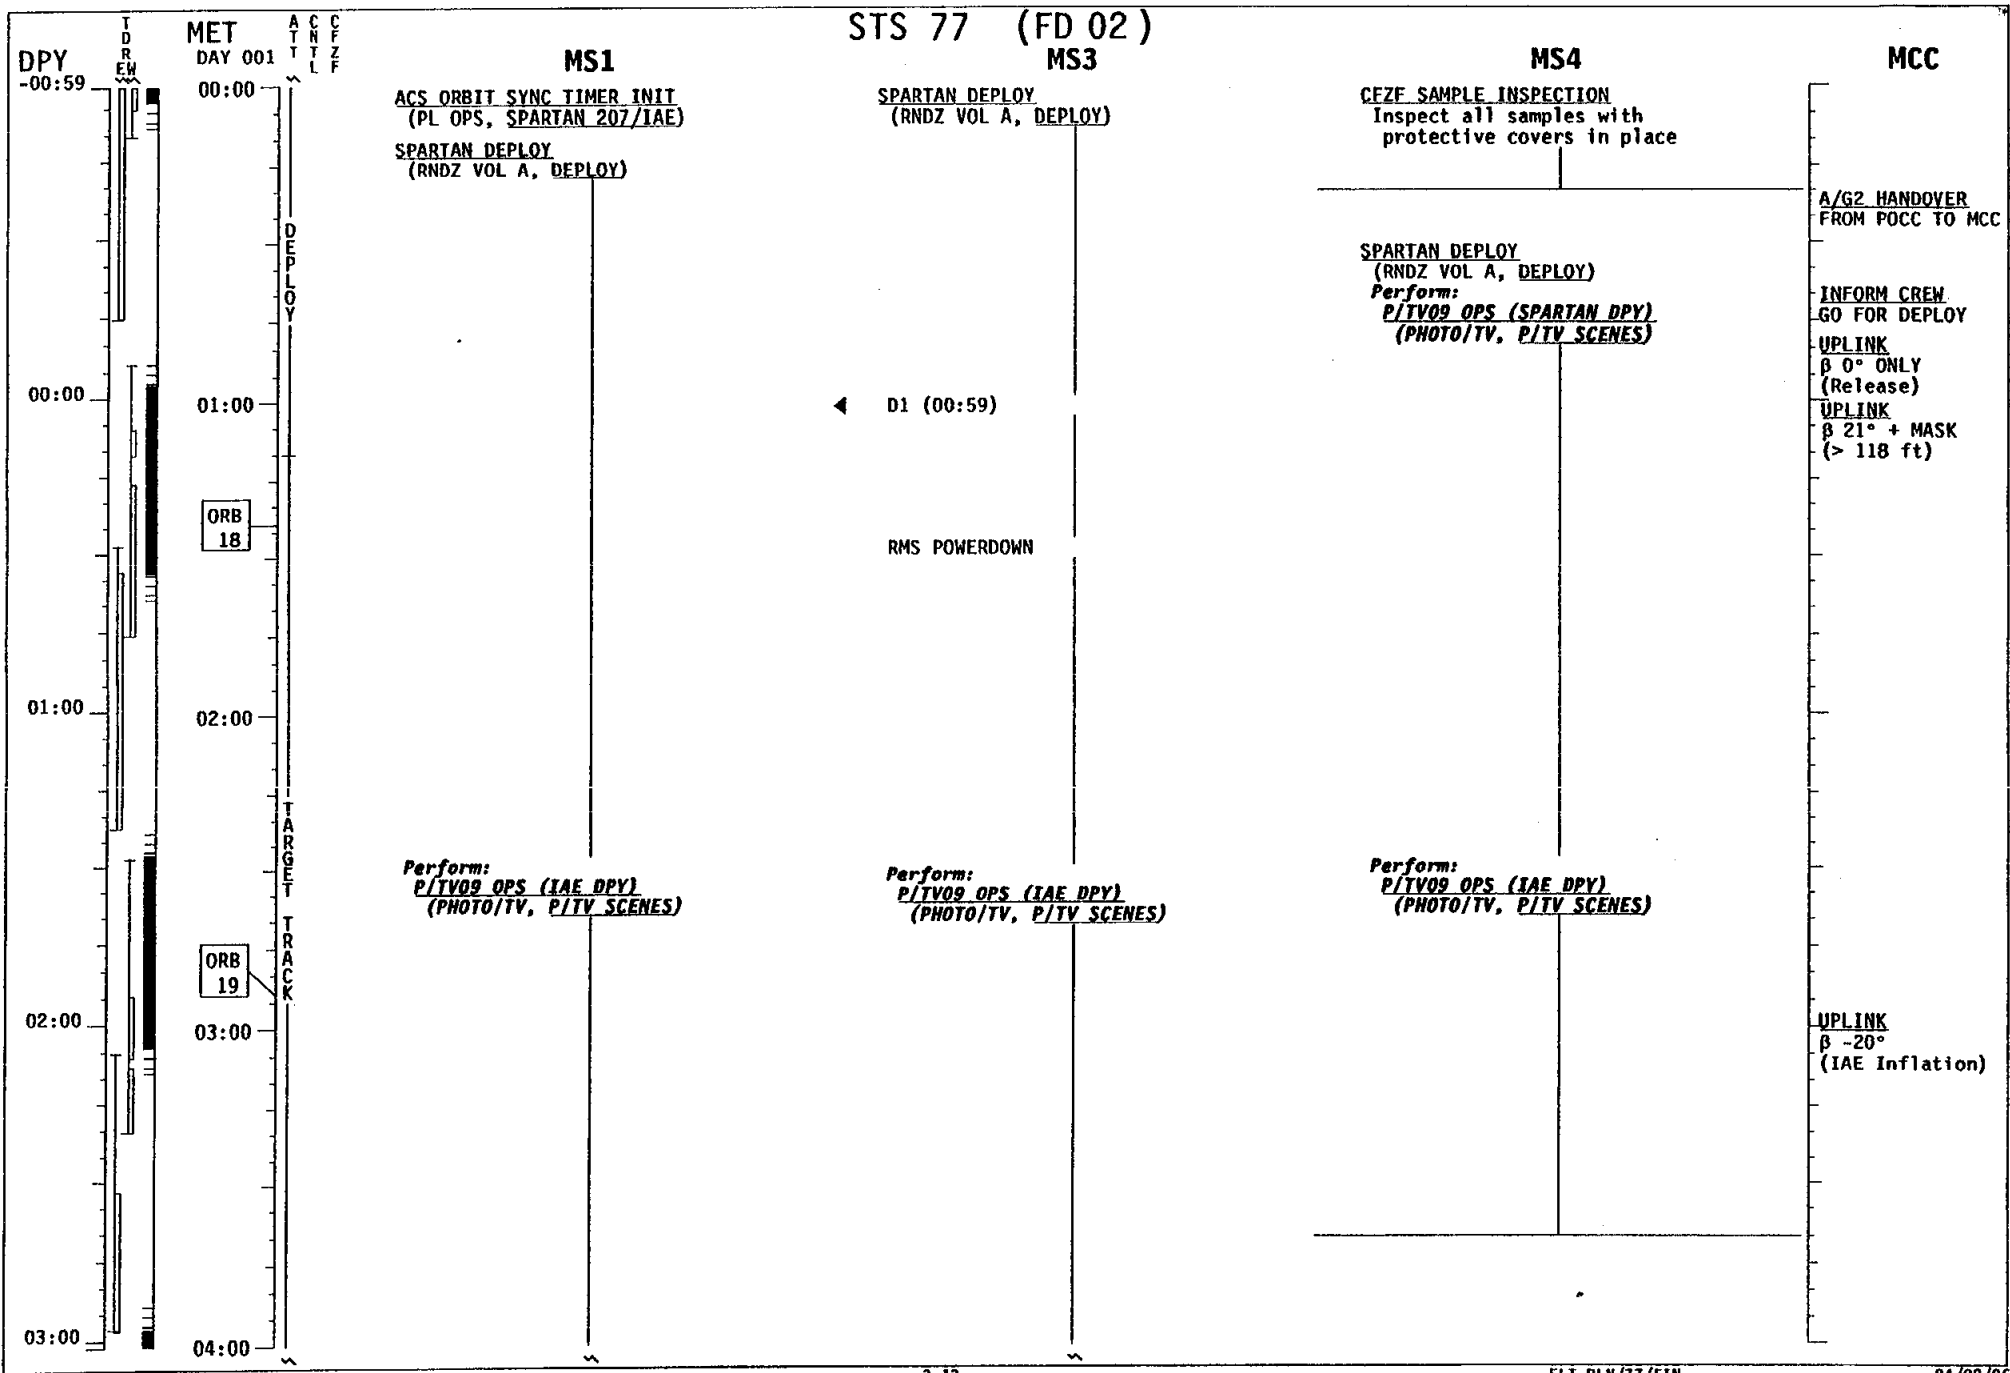 STS 77 (FD 02)
DPY
TDRE W
MET
DAY 001
ATT
CNTL
CFZF
MS1
MS3
MS4
MCC
-00:59
00:00
01:00
02:00
03:00
00:00
01:00
02:00
03:00
04:00
ORB
18
ORB
19
DEPLOY
TARGET TRACK
ACS ORBIT SYNC TIMER INIT
(PL OPS, SPARTAN 207/IAE)
SPARTAN DEPLOY
(RNDZ VOL A, DEPLOY)
Perform:
P/TV09 OPS (IAE DPY)
(PHOTO/TV, P/TV SCENES)
SPARTAN DEPLOY
(RNDZ VOL A, DEPLOY)
D1 (00:59)
RMS POWERDOWN
Perform:
P/TV09 OPS (IAE DPY)
(PHOTO/TV, P/TV SCENES)
CFZF SAMPLE INSPECTION
Inspect all samples with
protective covers in place
SPARTAN DEPLOY
(RNDZ VOL A, DEPLOY)
Perform:
P/TV09 OPS (SPARTAN DPY)
(PHOTO/TV, P/TV SCENES)
Perform:
P/TV09 OPS (IAE DPY)
(PHOTO/TV, P/TV SCENES)
A/G2 HANDOVER
FROM POCC TO MCC
INFORM CREW
GO FOR DEPLOY
UPLINK
β 0° ONLY
(Release)
UPLINK
β 21° + MASK
(> 118 ft)
UPLINK
β -20°
(IAE Inflation)